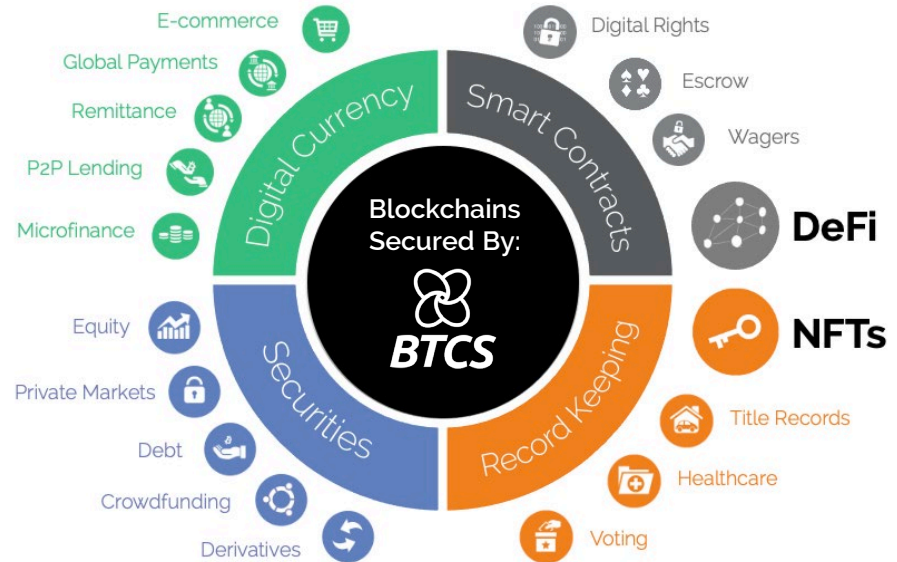 E-commerce
Global Payments
Remittance
P2P Lending
Microfinance
Digital Currency
Smart Contracts
Digital Rights
Escrow
Wagers
DeFi
Blockchains
Secured By:
BTCS
Equity
Private Markets
Debt
Crowdfunding
Derivatives
Securities
Record Keeping
NFTs
Title Records
Healthcare
Voting